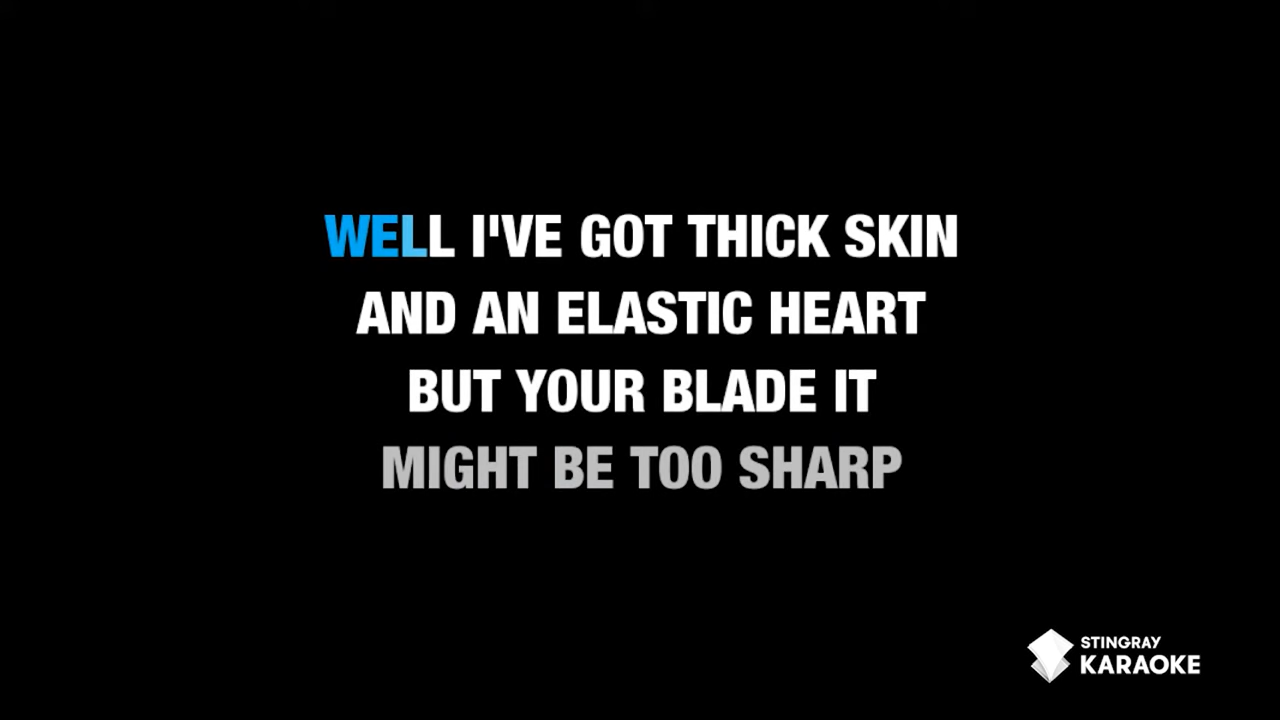 WELL I'VE GOT THICK SKIN
AND AN ELASTIC HEART
BUT YOUR BLADE IT
MIGHT BE TOO SHARP
STINGRAY
KARAOKE